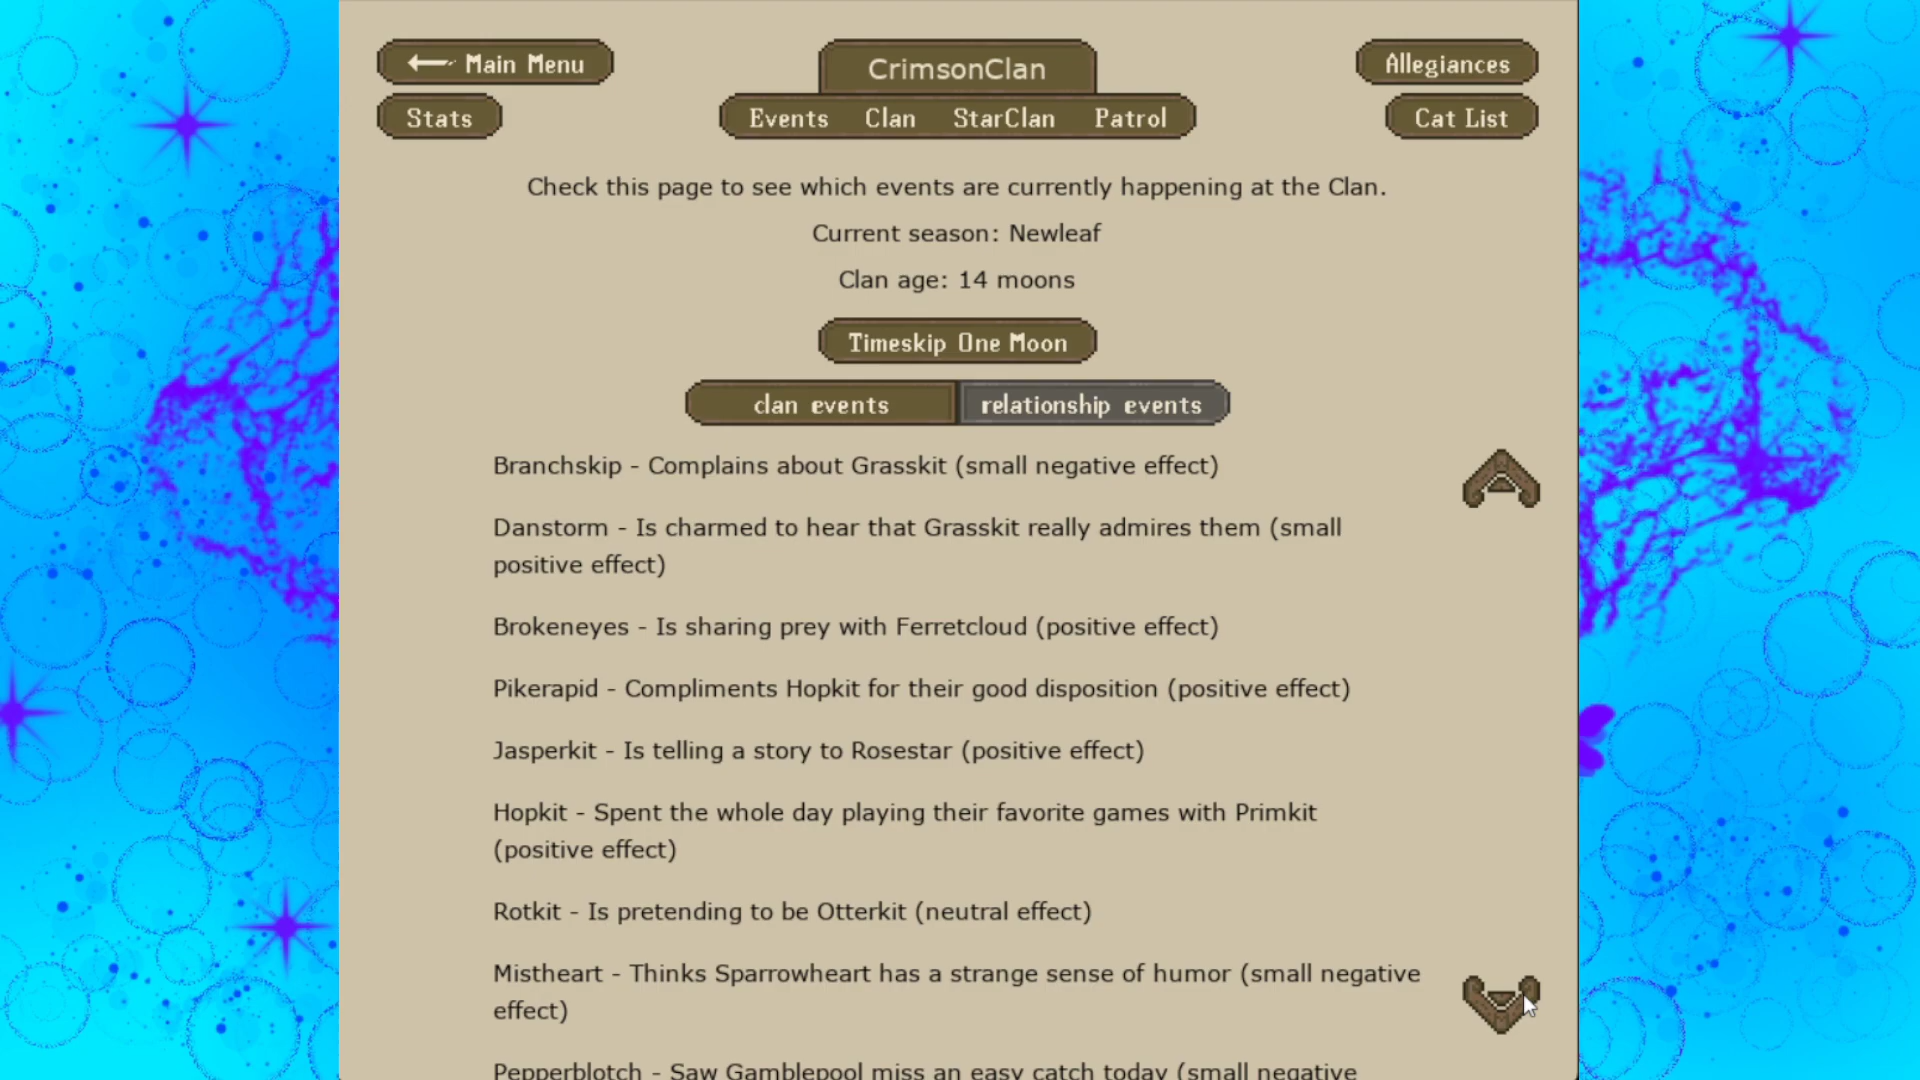 Main Menu
CrimsonClan
Allegiances
Stats
Events Clan StarClan Patrol
Cat List
Check this page to see which events are currently happening at the Clan.
Current season: Newleaf
Clan age: 14 moons
Timeskip One Moon
clan events
relationship events
Branchskip - Complains about Grasskit (small negative effect)
Danstorm - Is charmed to hear that Grasskit really admires them (small
positive effect)
Brokeneyes - Is sharing prey with Ferretcloud (positive effect)
Pikerapid - Compliments Hopkit for their good disposition (positive effect)
Jasperkit - Is telling a story to Rosestar (positive effect)
Hopkit - Spent the whole day playing their favorite games with Primkit
(positive effect)
Rotkit - Is pretending to be Otterkit (neutral effect)
Mistheart - Thinks Sparrowheart has a strange sense of humor (small negative
effect)
Pepperblotch - Saw Gamblepool miss an easy catch today (small negative